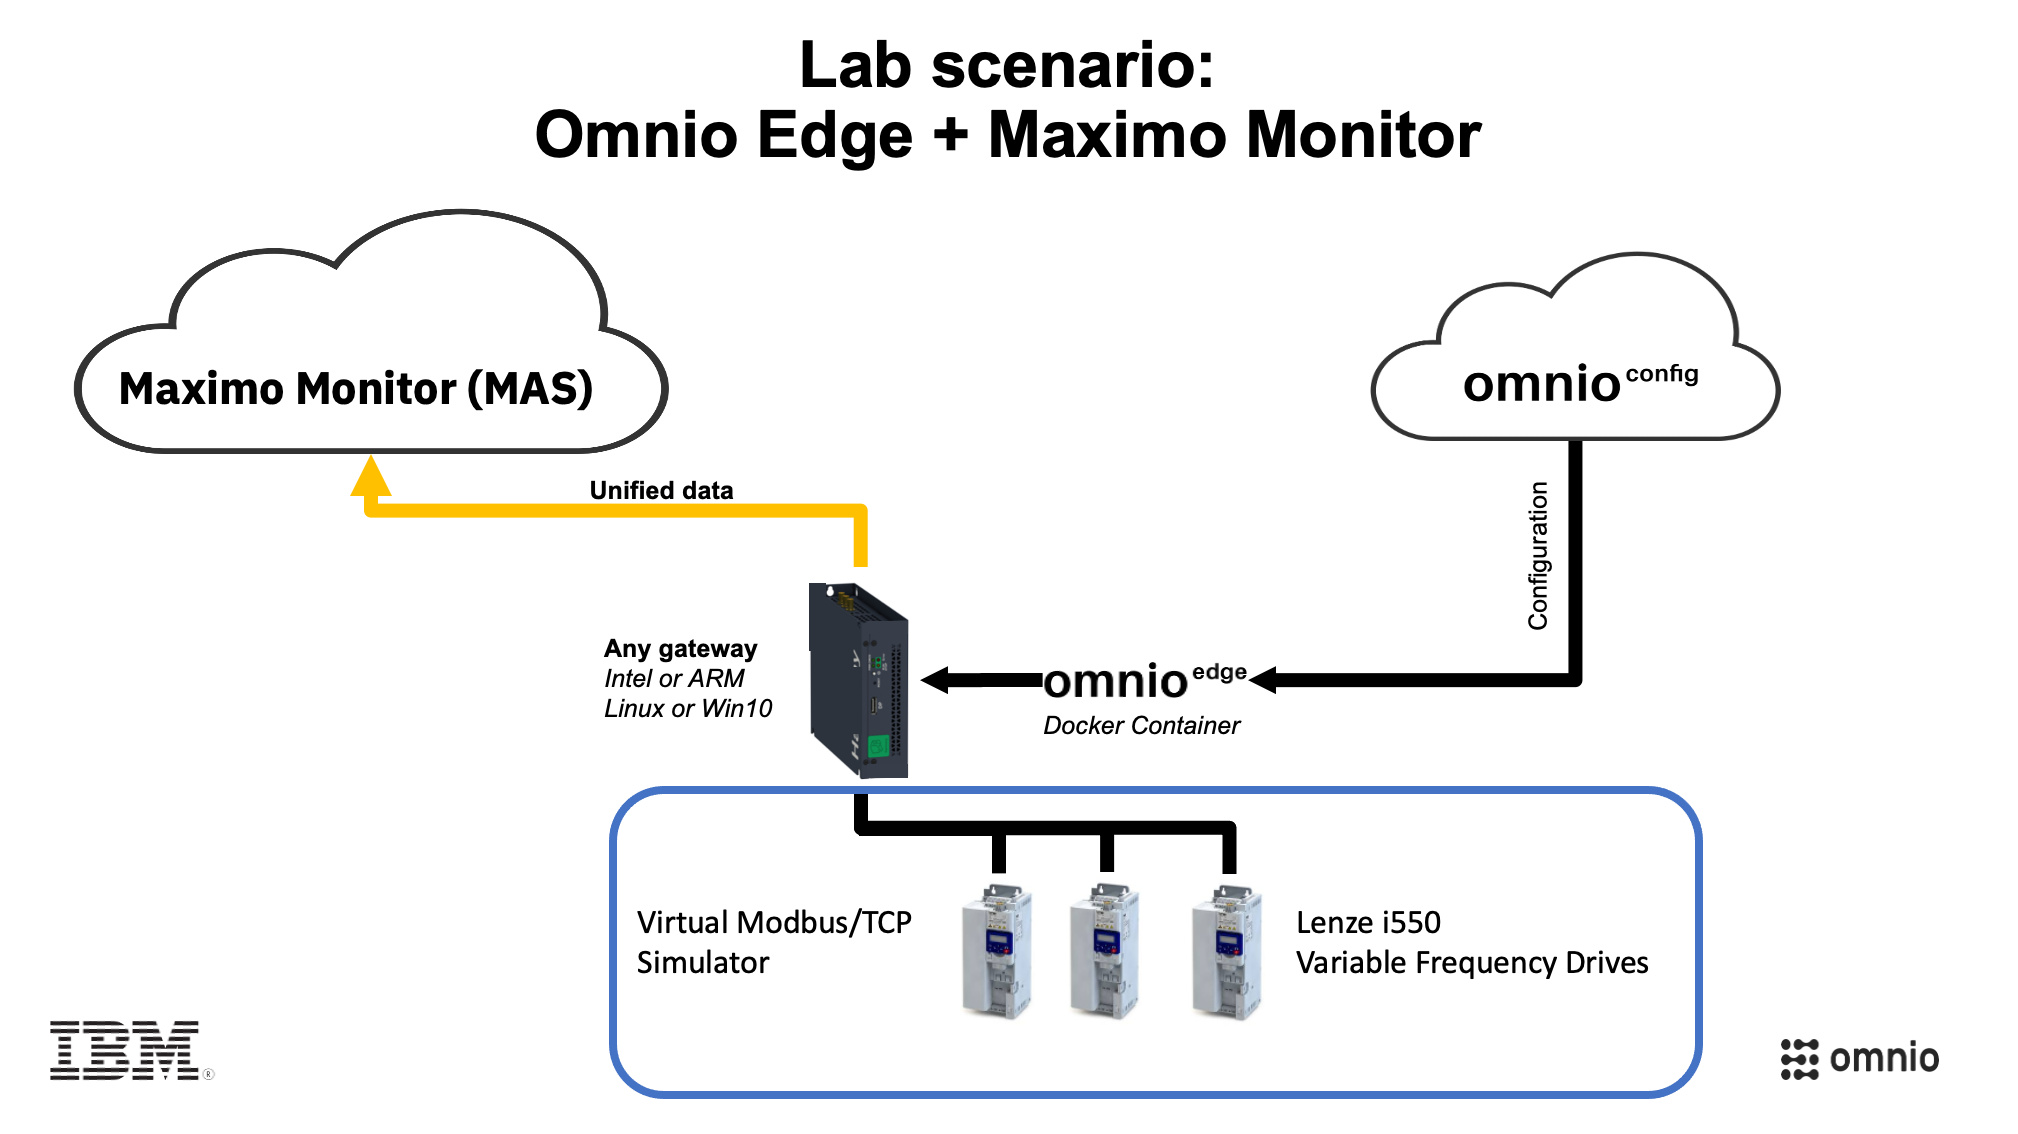 Lab scenario:
Omnio Edge + Maximo Monitor
Maximo Monitor (MAS)
omnio config
Unified data
Configuration
Any gateway
Intel or ARM
Linux or Win10
omnio edge
Docker Container
Virtual Modbus/TCP
Simulator
Lenze i550
Variable Frequency Drives
IBM®
omnio